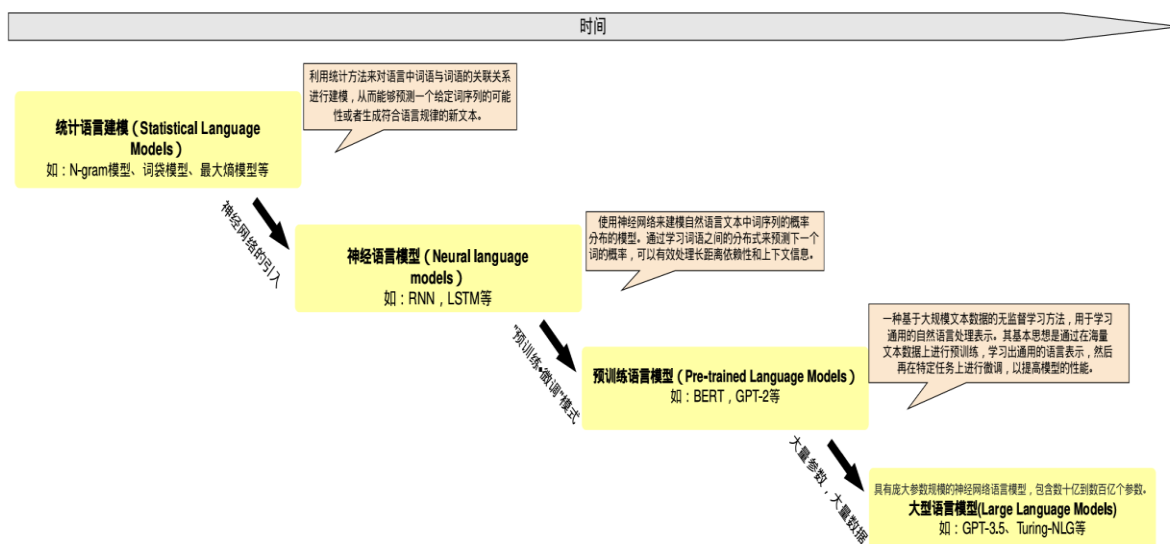 时间
利用统计方法来对语言中词语与词语的关联关系
进行建模，从而能够预测一个给定词序列的可能
性或者生成符合语言规律的新文本。
统计语言建模（Statistical Language
Models）
如：N-gram模型、词袋模型、最大熵模型等
神经网络的引入
使用神经网络来建模自然语言文本中词序列的概率
分布的模型。通过学习词语之间的分布式来预测下一个
词的概率，可以有效处理长距离依赖性和上下文信息。
神经语言模型（Neural language
models）
如：RNN，LSTM等
"预训练+微调"模式
一种基于大规模文本数据的无监督学习方法，用于学习
通用的自然语言处理表示。其基本思想是通过在海量
文本数据上进行预训练，学习出通用的语言表示，然后
再在特定任务上进行微调，以提高模型的性能。
预训练语言模型（Pre-trained Language Models）
如：BERT，GPT-2等
大量参数，大量数据
具有庞大参数规模的神经网络语言模型，包含数十亿到数百亿个参数。
大型语言模型(Large Language Models)
如：GPT-3.5、Turing-NLG等